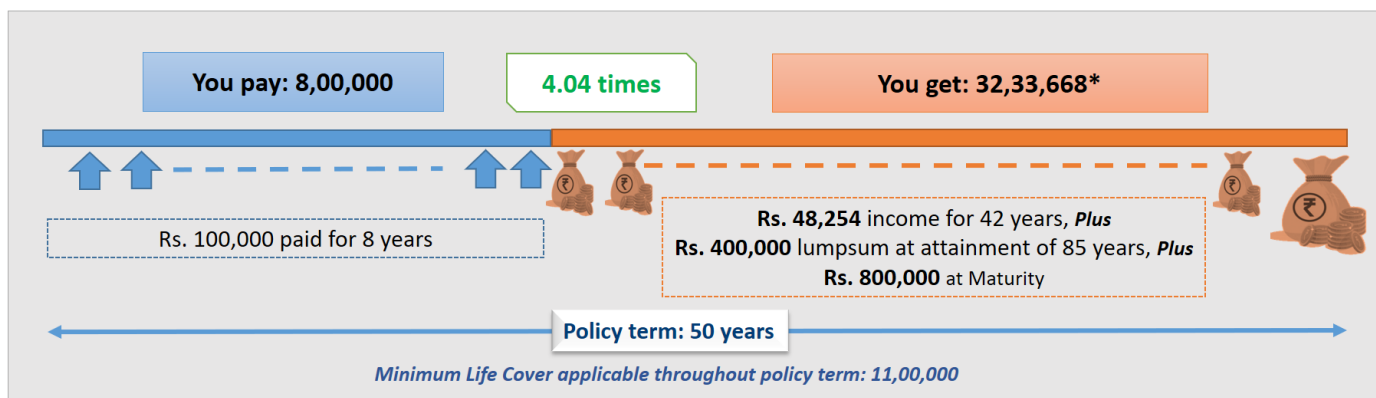 You pay: 8,00,000
4.04 times
You get: 32,33,668*
Rs. 100,000 paid for 8 years
Rs. 48,254 income for 42 years, Plus
Rs. 400,000 lumpsum at attainment of 85 years, Plus
Rs. 800,000 at Maturity
₹
₹
₹
₹
Policy term: 50 years
Minimum Life Cover applicable throughout policy term: 11,00,000